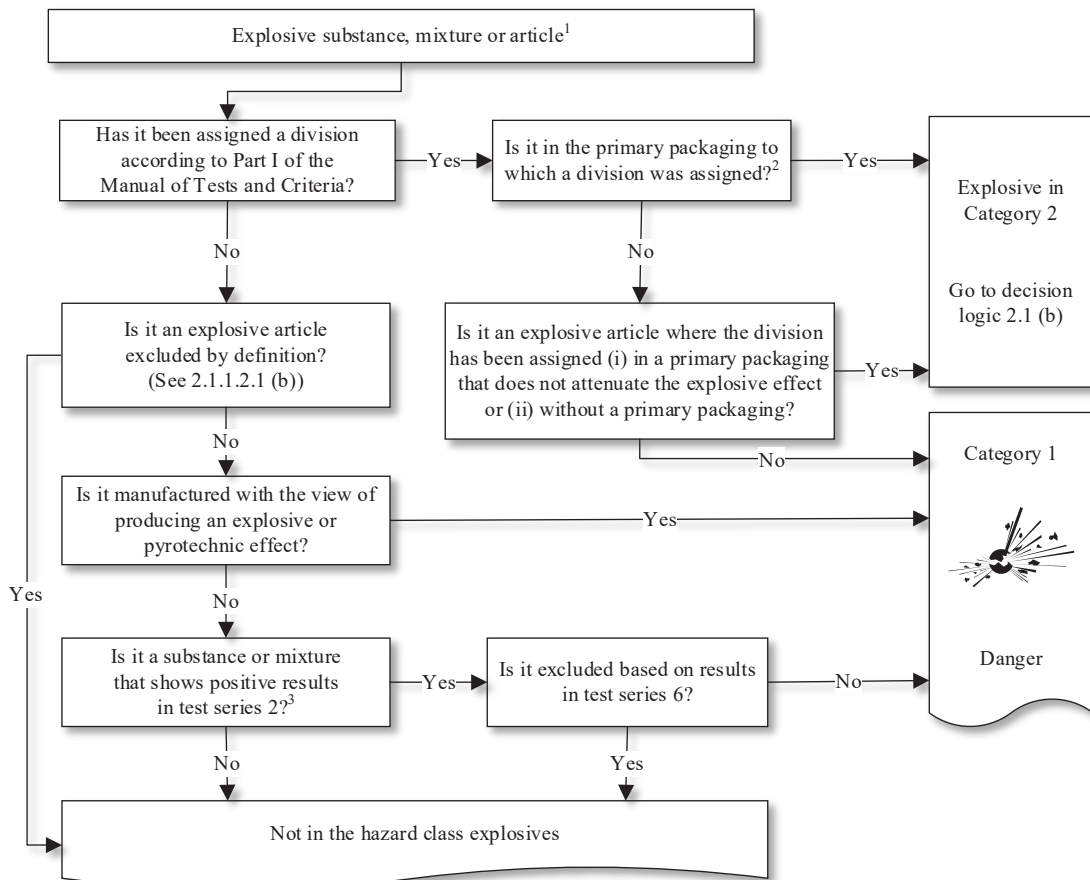 Explosive substance, mixture or article¹
Has it been assigned a division
according to Part I of the
Manual of Tests and Criteria?
Yes
Is it in the primary packaging to
which a division was assigned?²
Yes
Explosive in
Category 2
Go to decision
logic 2.1 (b)
No
No
Is it an explosive article
excluded by definition?
(See 2.1.1.2.1 (b))
Is it an explosive article where the division
has been assigned (i) in a primary packaging
that does not attenuate the explosive effect
or (ii) without a primary packaging?
Yes
No
No
Category 1
Is it manufactured with the view of
producing an explosive or
pyrotechnic effect?
Yes
Yes
No
Danger
Is it a substance or mixture
that shows positive results
in test series 2?³
Yes
Is it excluded based on results
in test series 6?
No
No
Yes
Not in the hazard class explosives